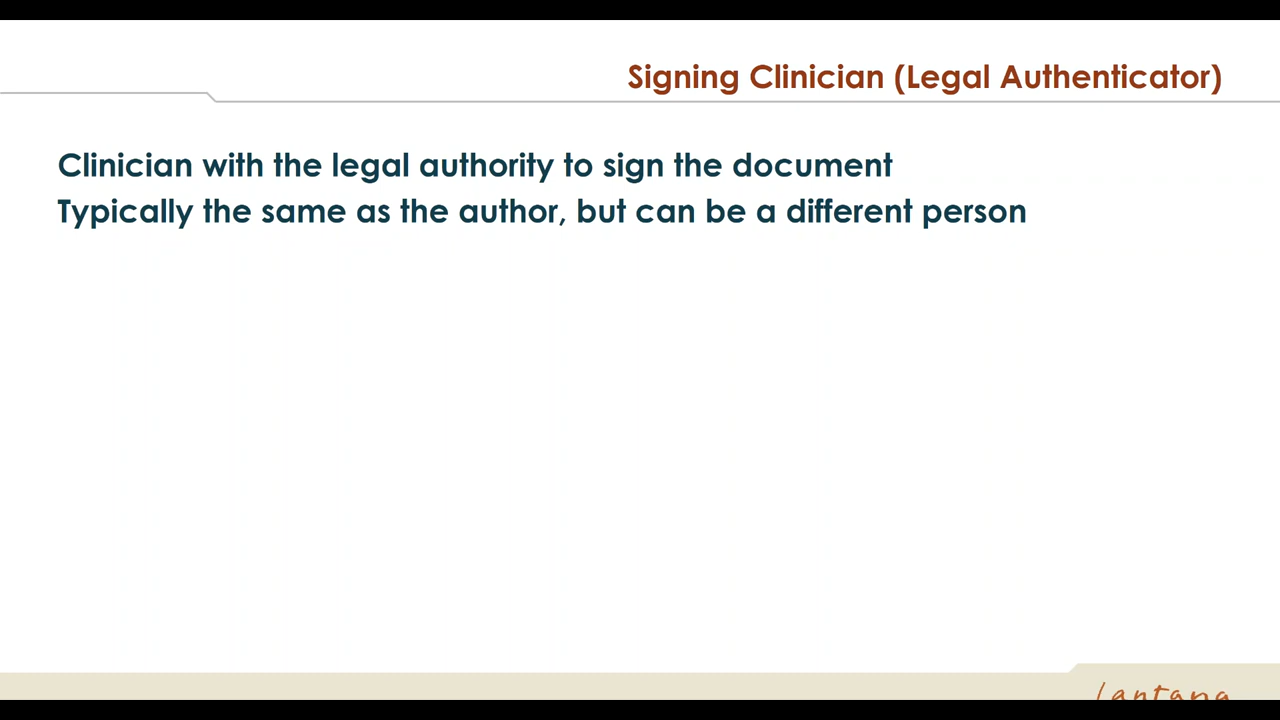 Signing Clinician (Legal Authenticator)
Clinician with the legal authority to sign the document
Typically the same as the author, but can be a different person
Lantana